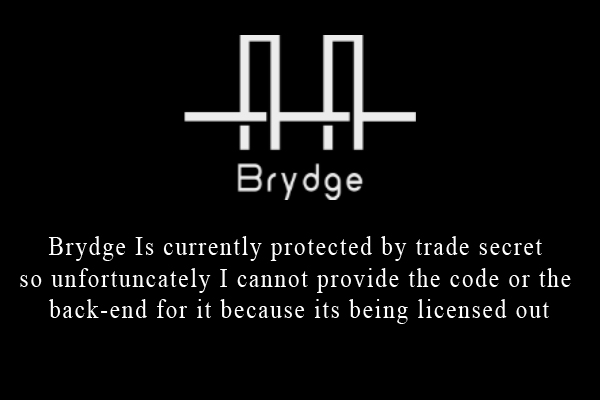 Brydge
Brydge Is currently protected by trade secret
so unfortuncately I cannot provide the code or the
back-end for it because its being licensed out